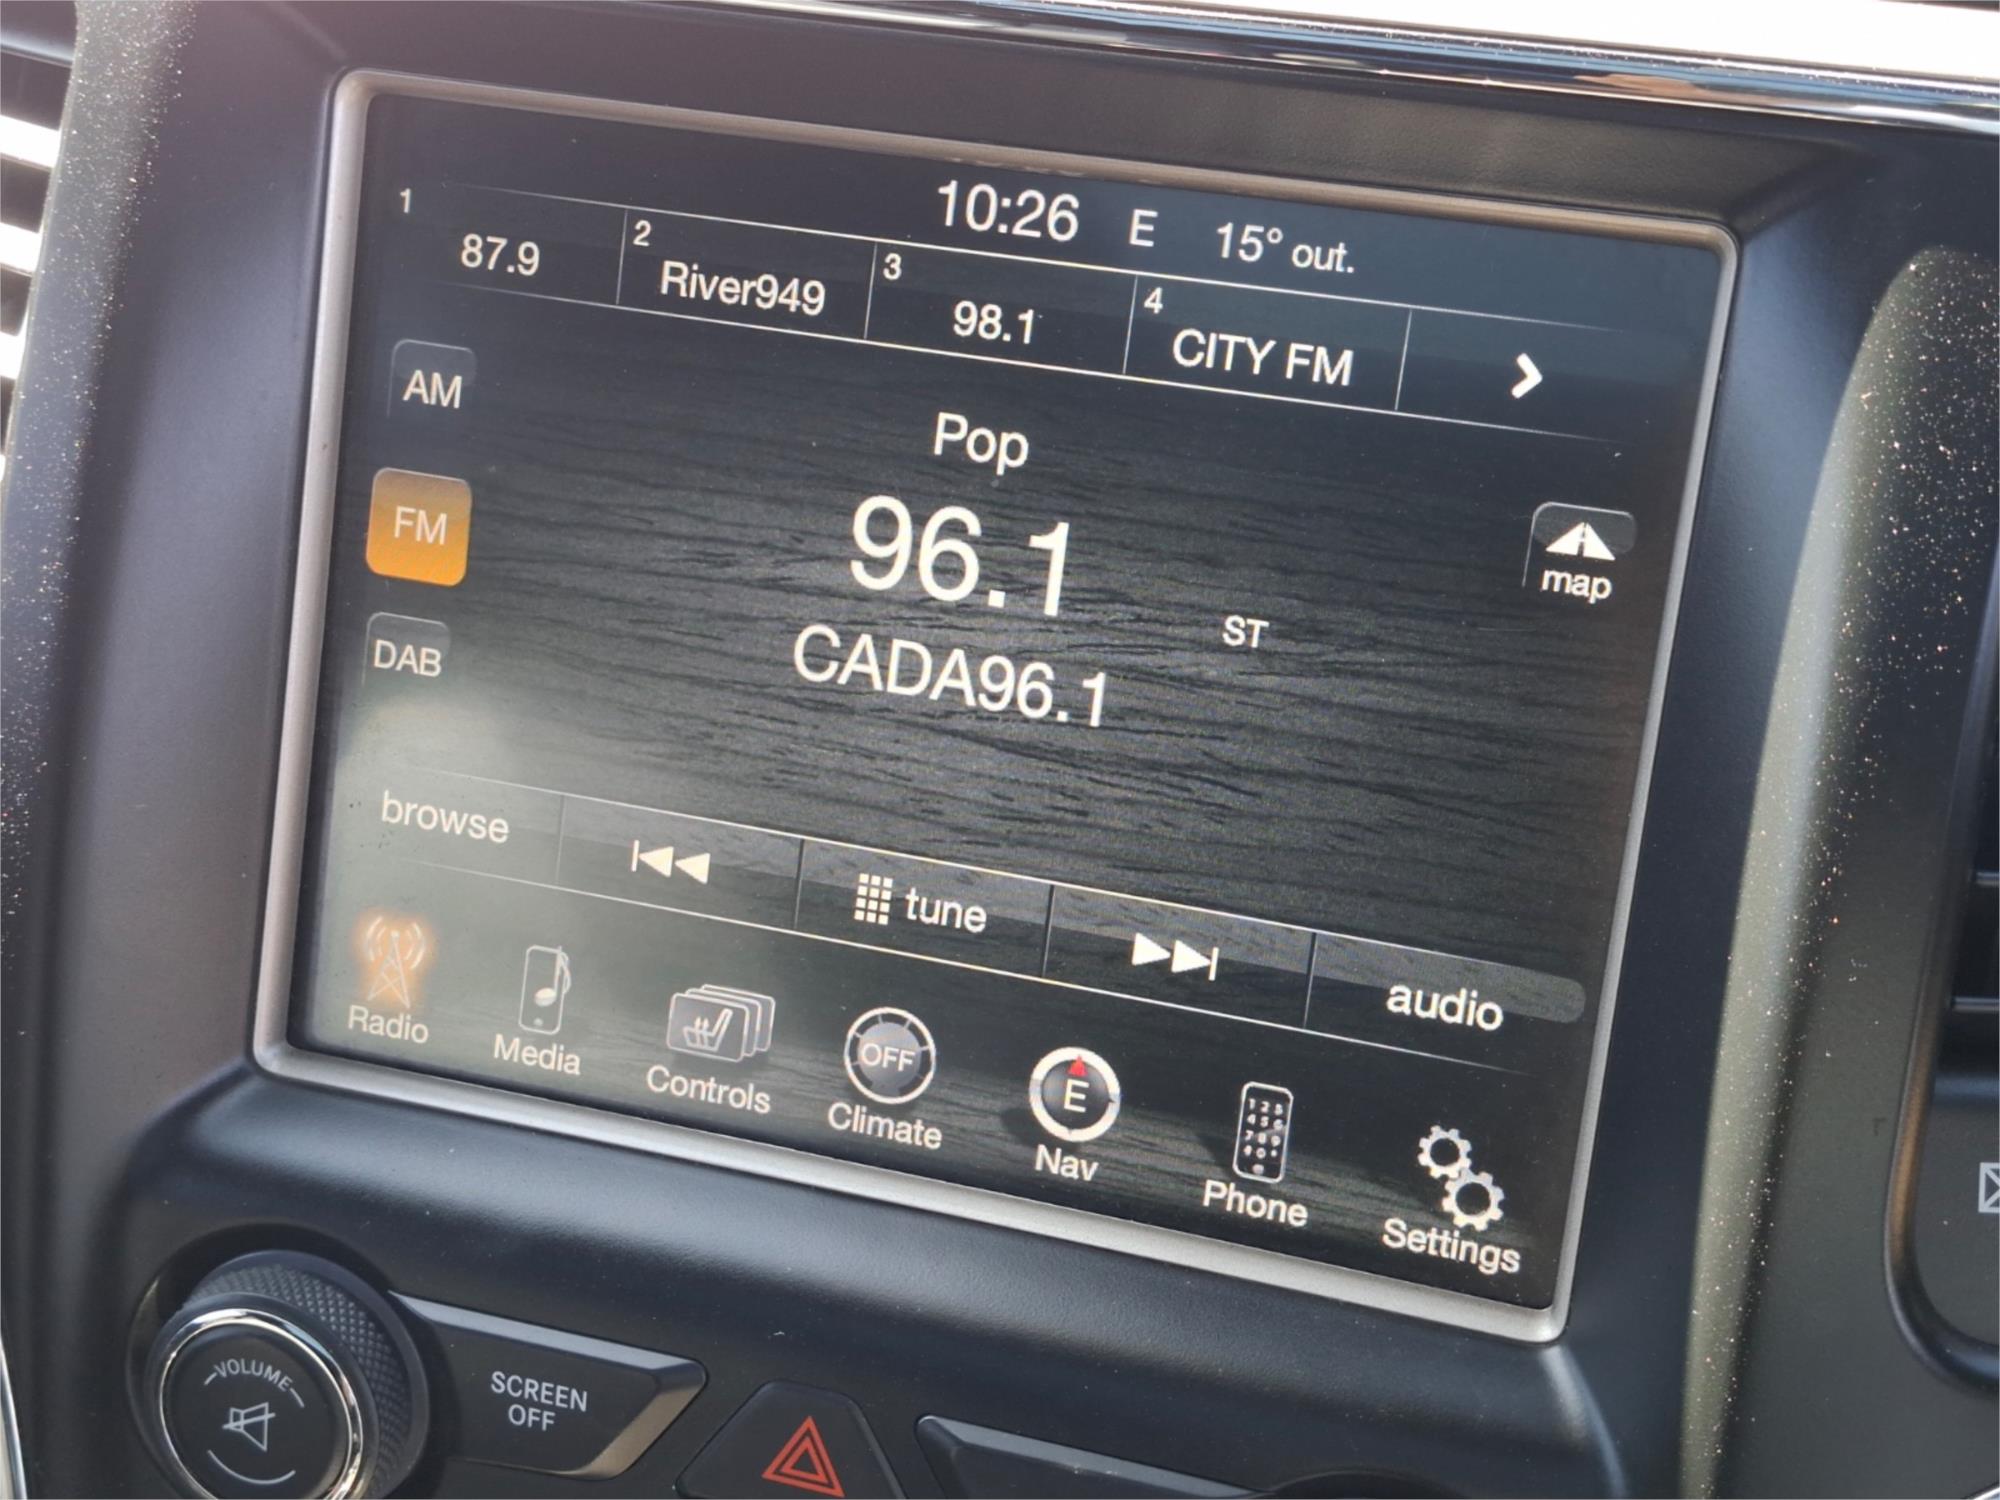 10:26 E 15° out.
1 87.9
2 River949
3 98.1
4 CITY FM
AM
Pop
FM
96.1
map
ST
DAB
CADA96.1
browse
tune
audio
Radio
Media
Controls
OFF
Climate
E
Nav
Phone
Settings
VOLUME
SCREEN
OFF